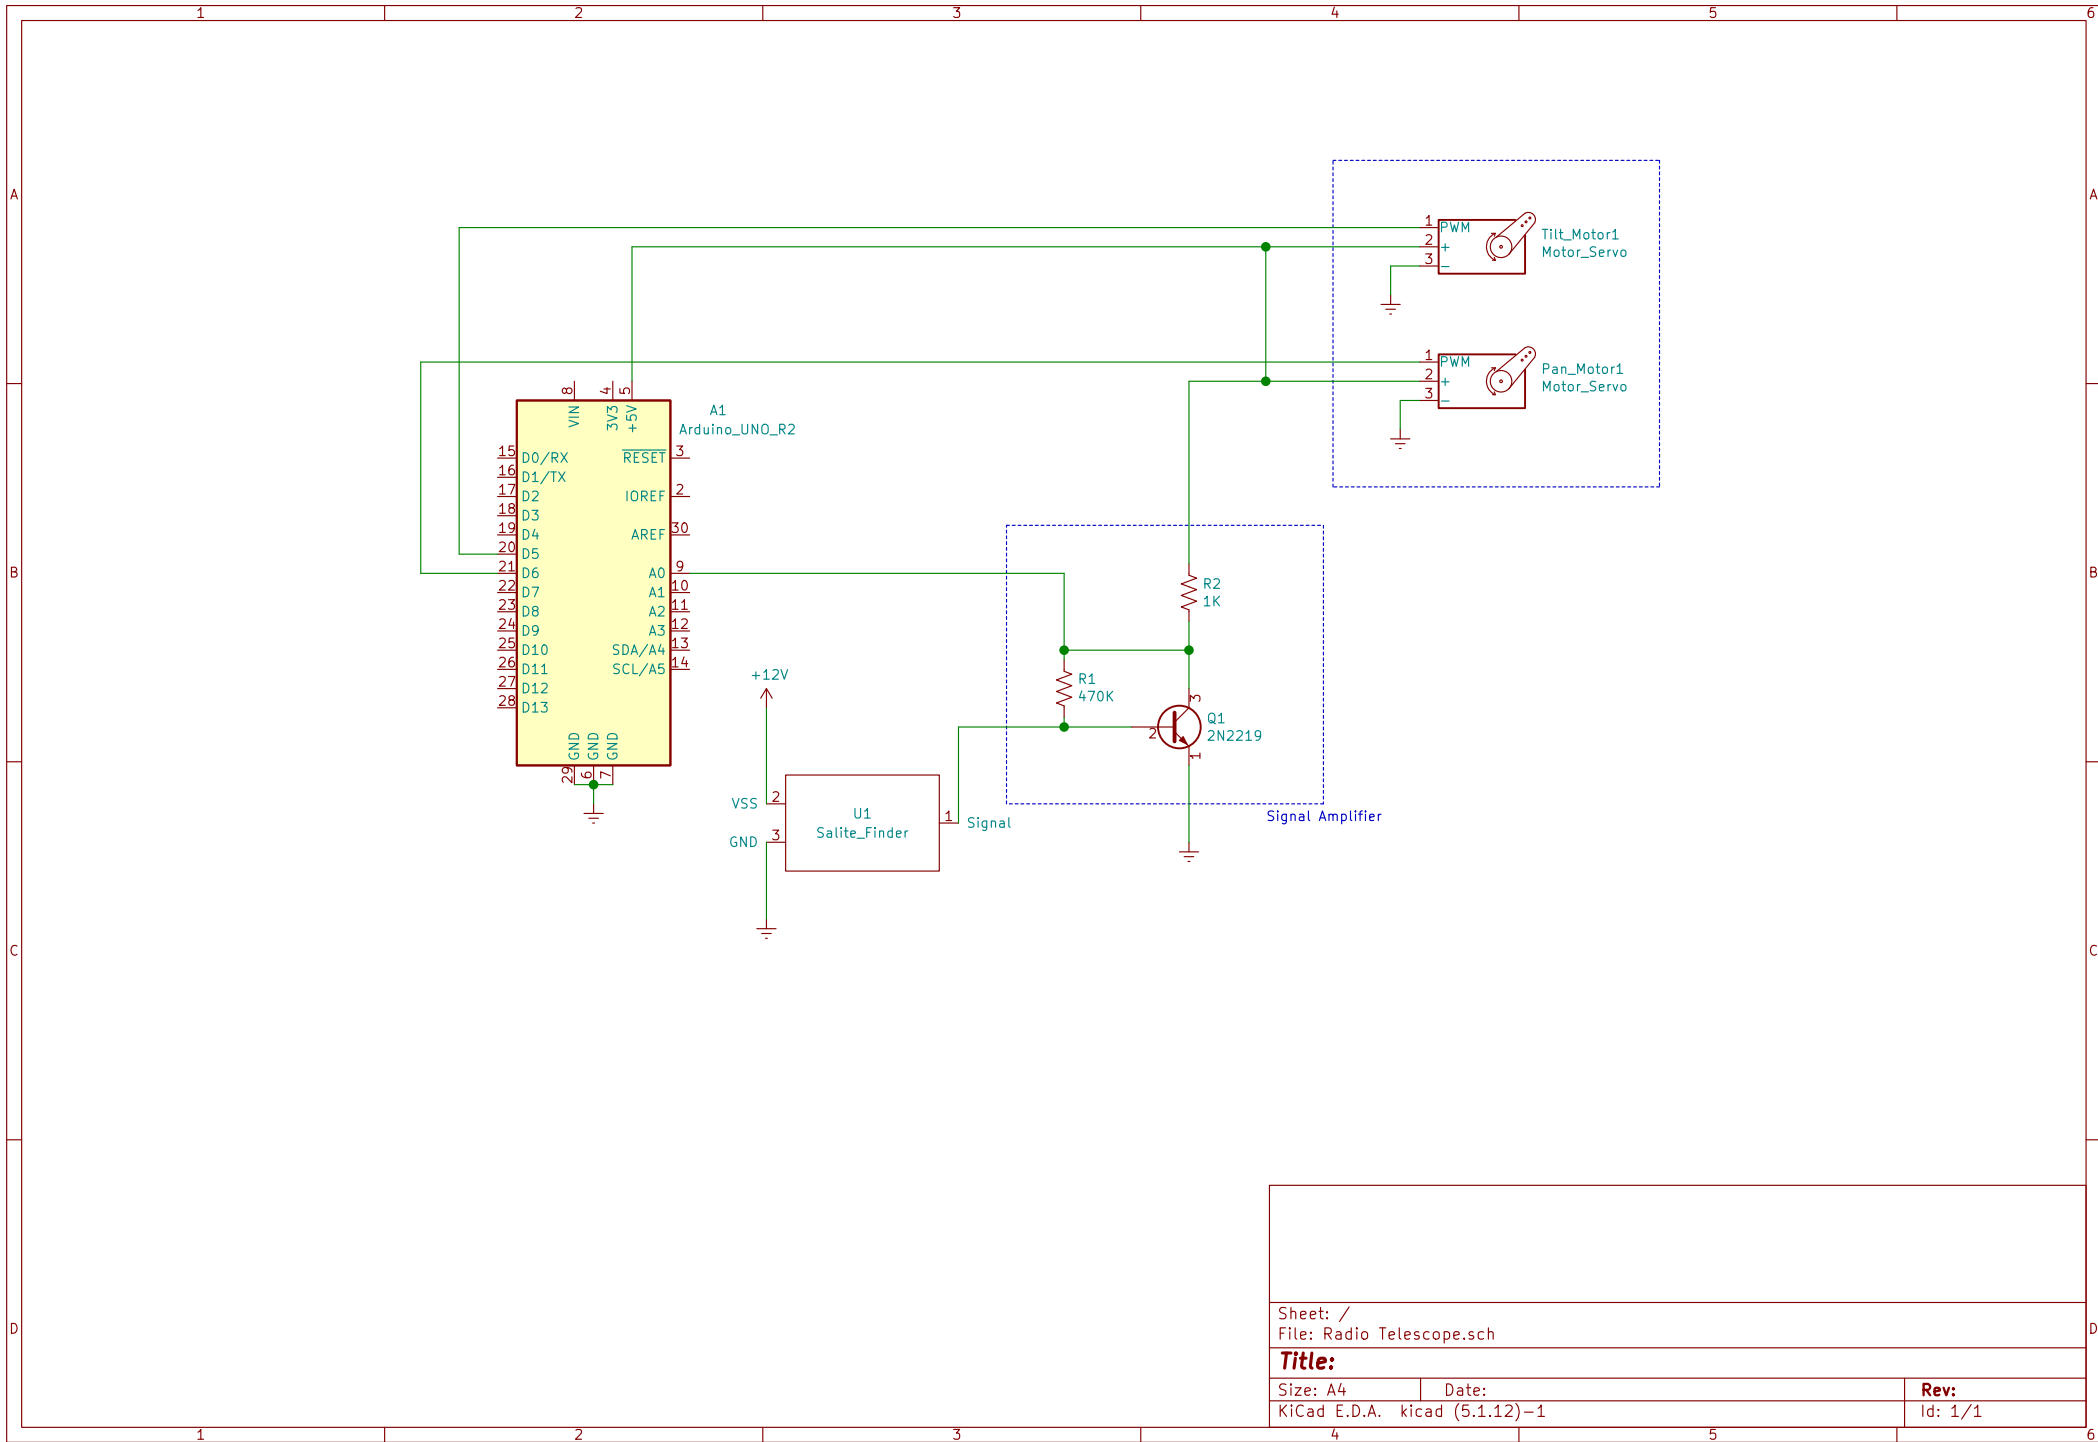 1 2 3 4 5 6
A A
B B
C C
D D
1 PWM
2 +
3 −
Tilt_Motor1
Motor_Servo
1 PWM
2 +
3 −
Pan_Motor1
Motor_Servo
A1
Arduino_UNO_R2
8 VIN
4 3V3
5 +5V
15 D0/RX
16 D1/TX
17 D2
18 D3
19 D4
20 D5
21 D6
22 D7
23 D8
24 D9
25 D10
26 D11
27 D12
28 D13
RESET 3
IOREF 2
AREF 30
A0 9
A1 10
A2 11
A3 12
SDA/A4 13
SCL/A5 14
GND 29
GND 6
GND 7
R2
1K
R1
470K
Q1
2N2219
3
2
1
+12V
VSS 2
GND 3
U1
Salite_Finder
1 Signal
Signal Amplifier
Sheet: /
File: Radio Telescope.sch
Title:
Size: A4 Date: Rev:
KiCad E.D.A. kicad (5.1.12)-1 Id: 1/1
1 2 3 4 5 6